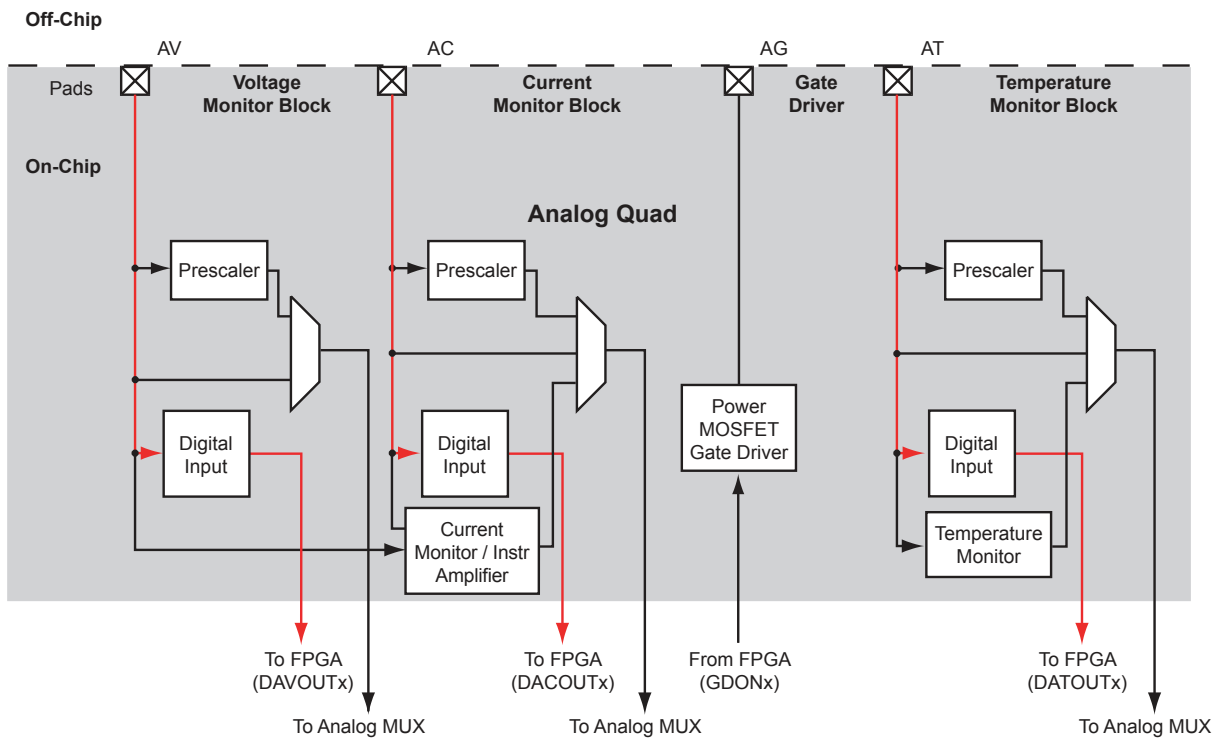 Off-Chip
AV
AC
AG
AT
Pads
Voltage
Monitor Block
Current
Monitor Block
Gate
Driver
Temperature
Monitor Block
On-Chip
Analog Quad
Prescaler
Prescaler
Prescaler
Power
MOSFET
Gate Driver
Digital
Input
Digital
Input
Digital
Input
Current
Monitor / Instr
Amplifier
Temperature
Monitor
To FPGA
(DAVOUTx)
To FPGA
(DACOUTx)
From FPGA
(GDONx)
To FPGA
(DATOUTx)
To Analog MUX
To Analog MUX
To Analog MUX